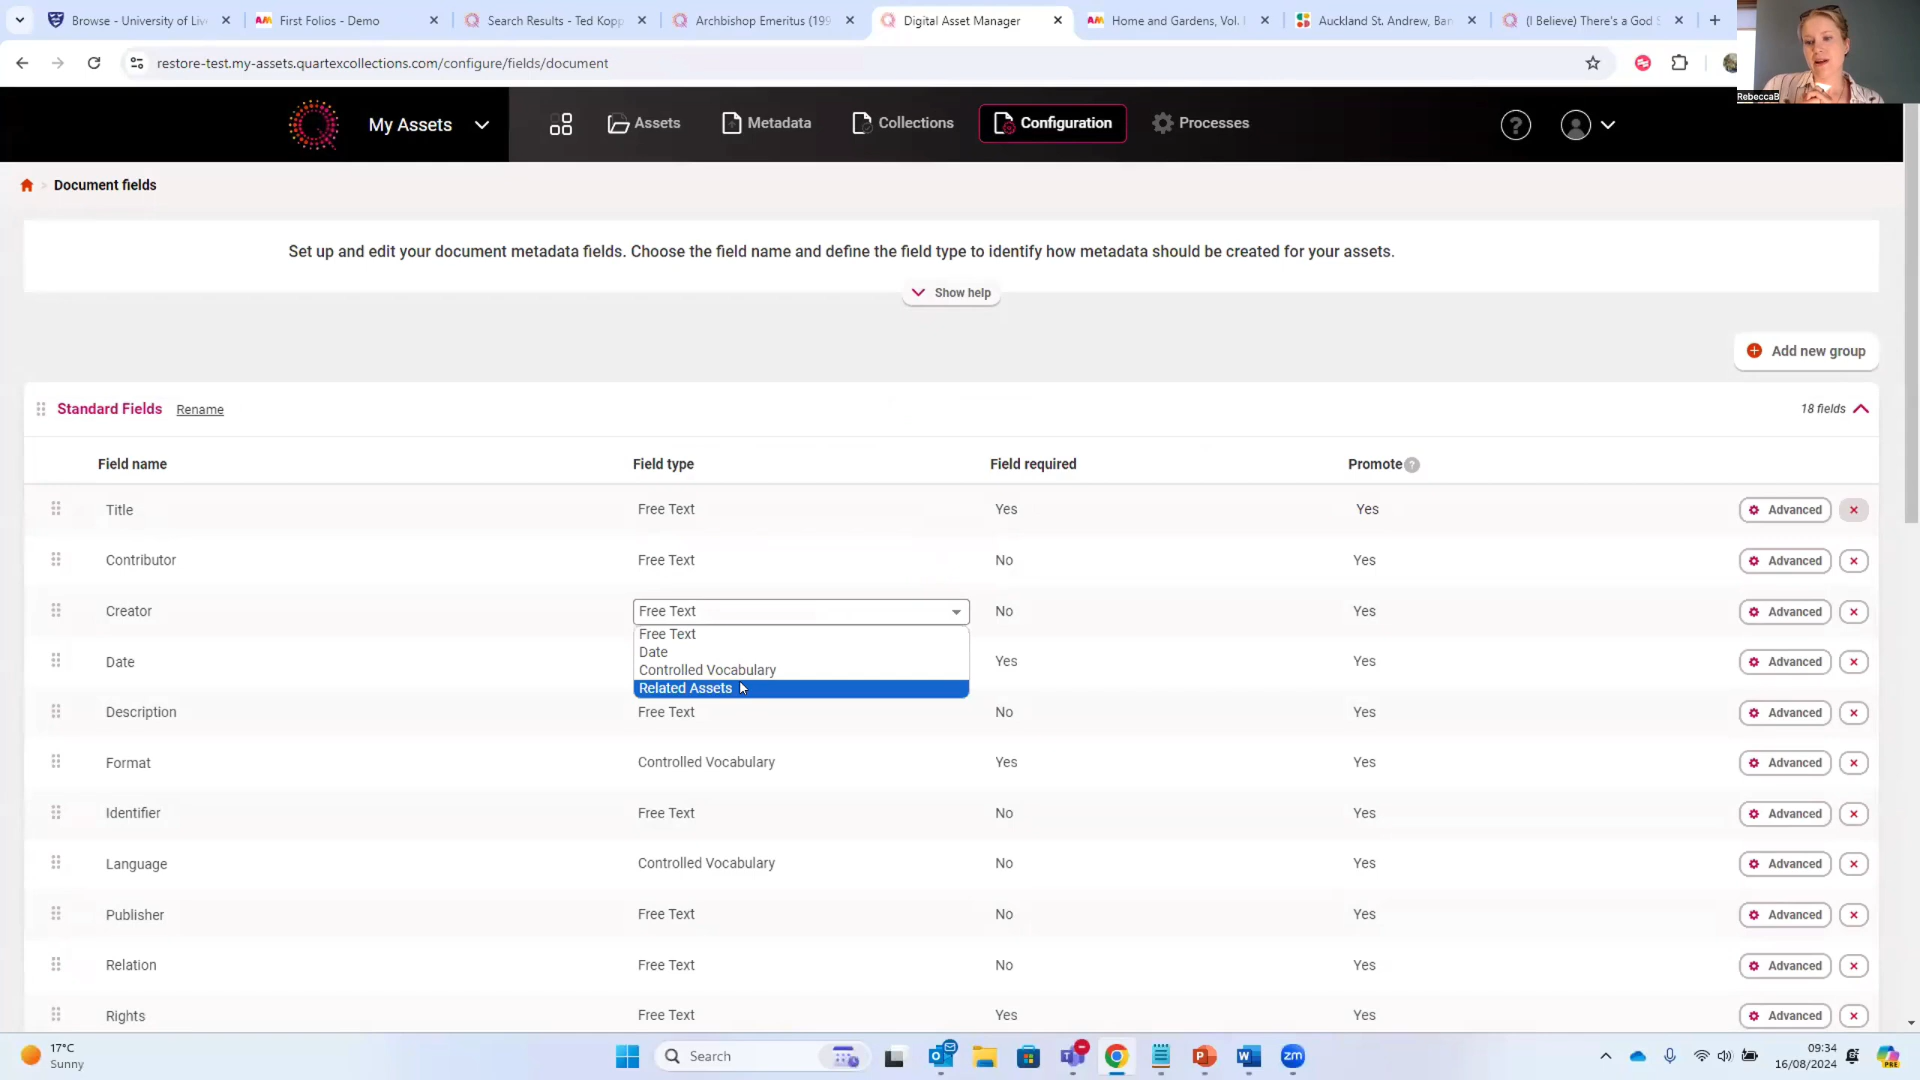 Browse - University of Live
First Folios - Demo
Search Results - Ted Kopp
Archbishop Emeritus (199
Digital Asset Manager
Home and Gardens, Vol.
Auckland St. Andrew, Ban
(I Believe) There's a God S
restore-test.my-assets.quartexcollections.com/configure/fields/document
RebeccaB
My Assets
Assets
Metadata
Collections
Configuration
Processes
Document fields
Set up and edit your document metadata fields. Choose the field name and define the field type to identify how metadata should be created for your assets.
Show help
Add new group
Standard Fields Rename 18 fields
Field name Field type Field required Promote
Title Free Text Yes Yes Advanced
Contributor Free Text No Yes Advanced
Creator Free Text No Yes Advanced
Free Text
Date
Controlled Vocabulary
Related Assets
Date Yes Yes Advanced
Description Free Text No Yes Advanced
Format Controlled Vocabulary Yes Yes Advanced
Identifier Free Text No Yes Advanced
Language Controlled Vocabulary No Yes Advanced
Publisher Free Text No Yes Advanced
Relation Free Text No Yes Advanced
Rights Free Text Yes Yes Advanced
17°C
Sunny
Search
zm
09:34
16/08/2024
PRE